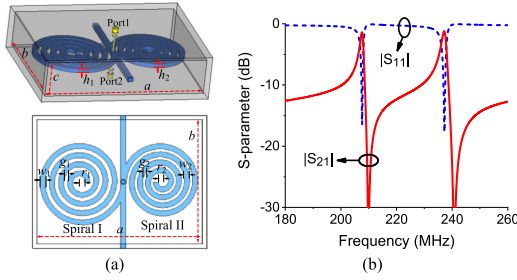 Port1
b
c
h1
Port2
h2
a
b
w1
g1
r1
g2
r2
w2
Spiral I
Spiral II
a
(a)
S-parameter (dB)
0
-10
-20
-30
|S11|
|S21|
180
200
220
240
260
Frequency (MHz)
(b)